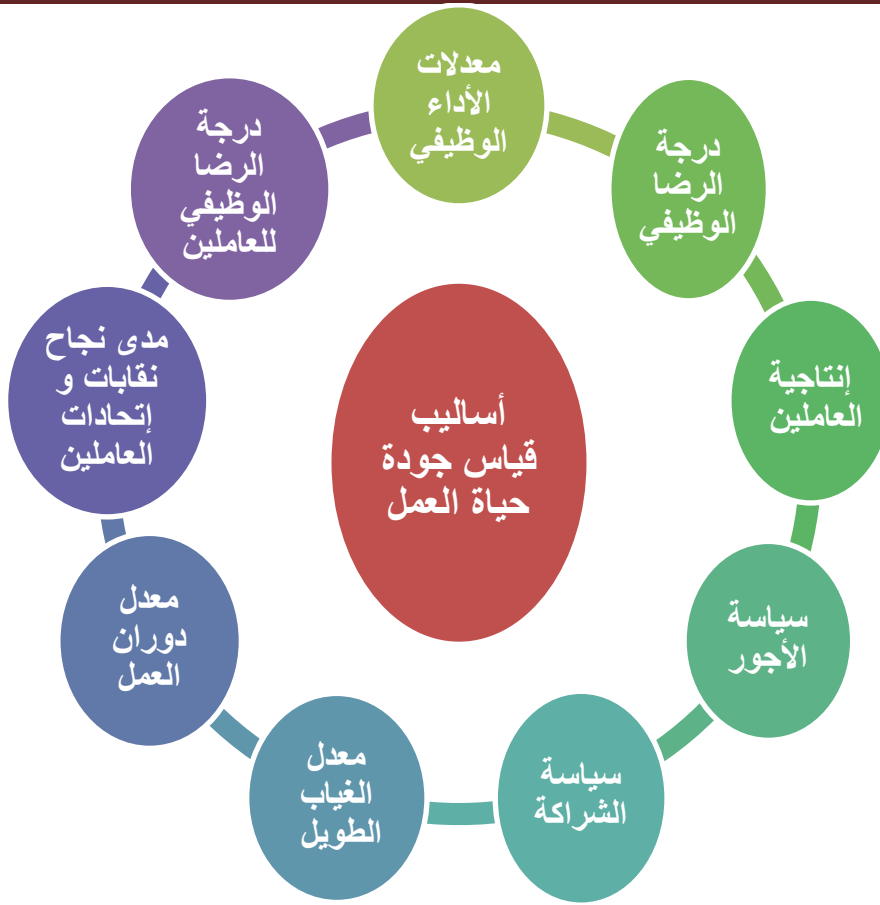 معدلات
الأداء
الوظيفي
درجة
الرضا
الوظيفي
إنتاجية
العاملين
سياسة
الأجور
سياسة
الشراكة
معدل
الغياب
الطويل
معدل
دوران
العمل
مدى نجاح
نقابات و
إتحادات
العاملين
درجة
الرضا
الوظيفي
للعاملين
أساليب
قياس جودة
حياة العمل